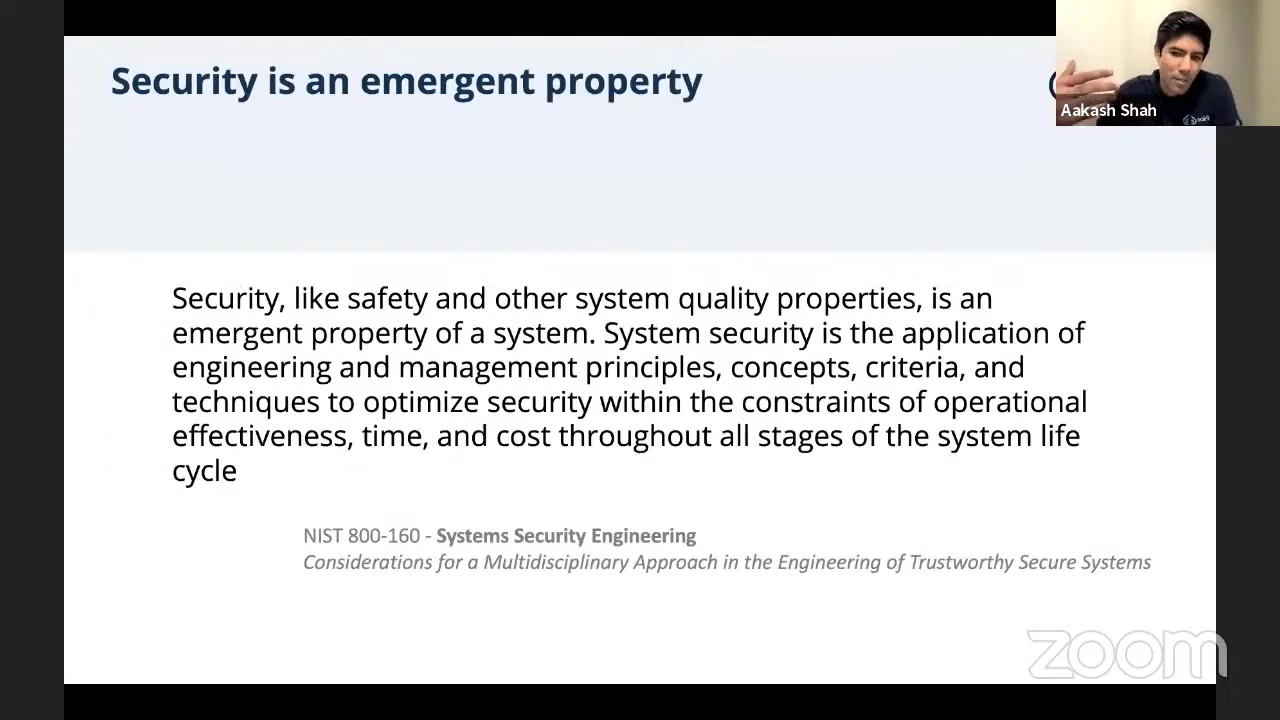 Security is an emergent property
Aakash Shah
Security, like safety and other system quality properties, is an
emergent property of a system. System security is the application of
engineering and management principles, concepts, criteria, and
techniques to optimize security within the constraints of operational
effectiveness, time, and cost throughout all stages of the system life
cycle
NIST 800-160 - Systems Security Engineering
Considerations for a Multidisciplinary Approach in the Engineering of Trustworthy Secure Systems
zoom